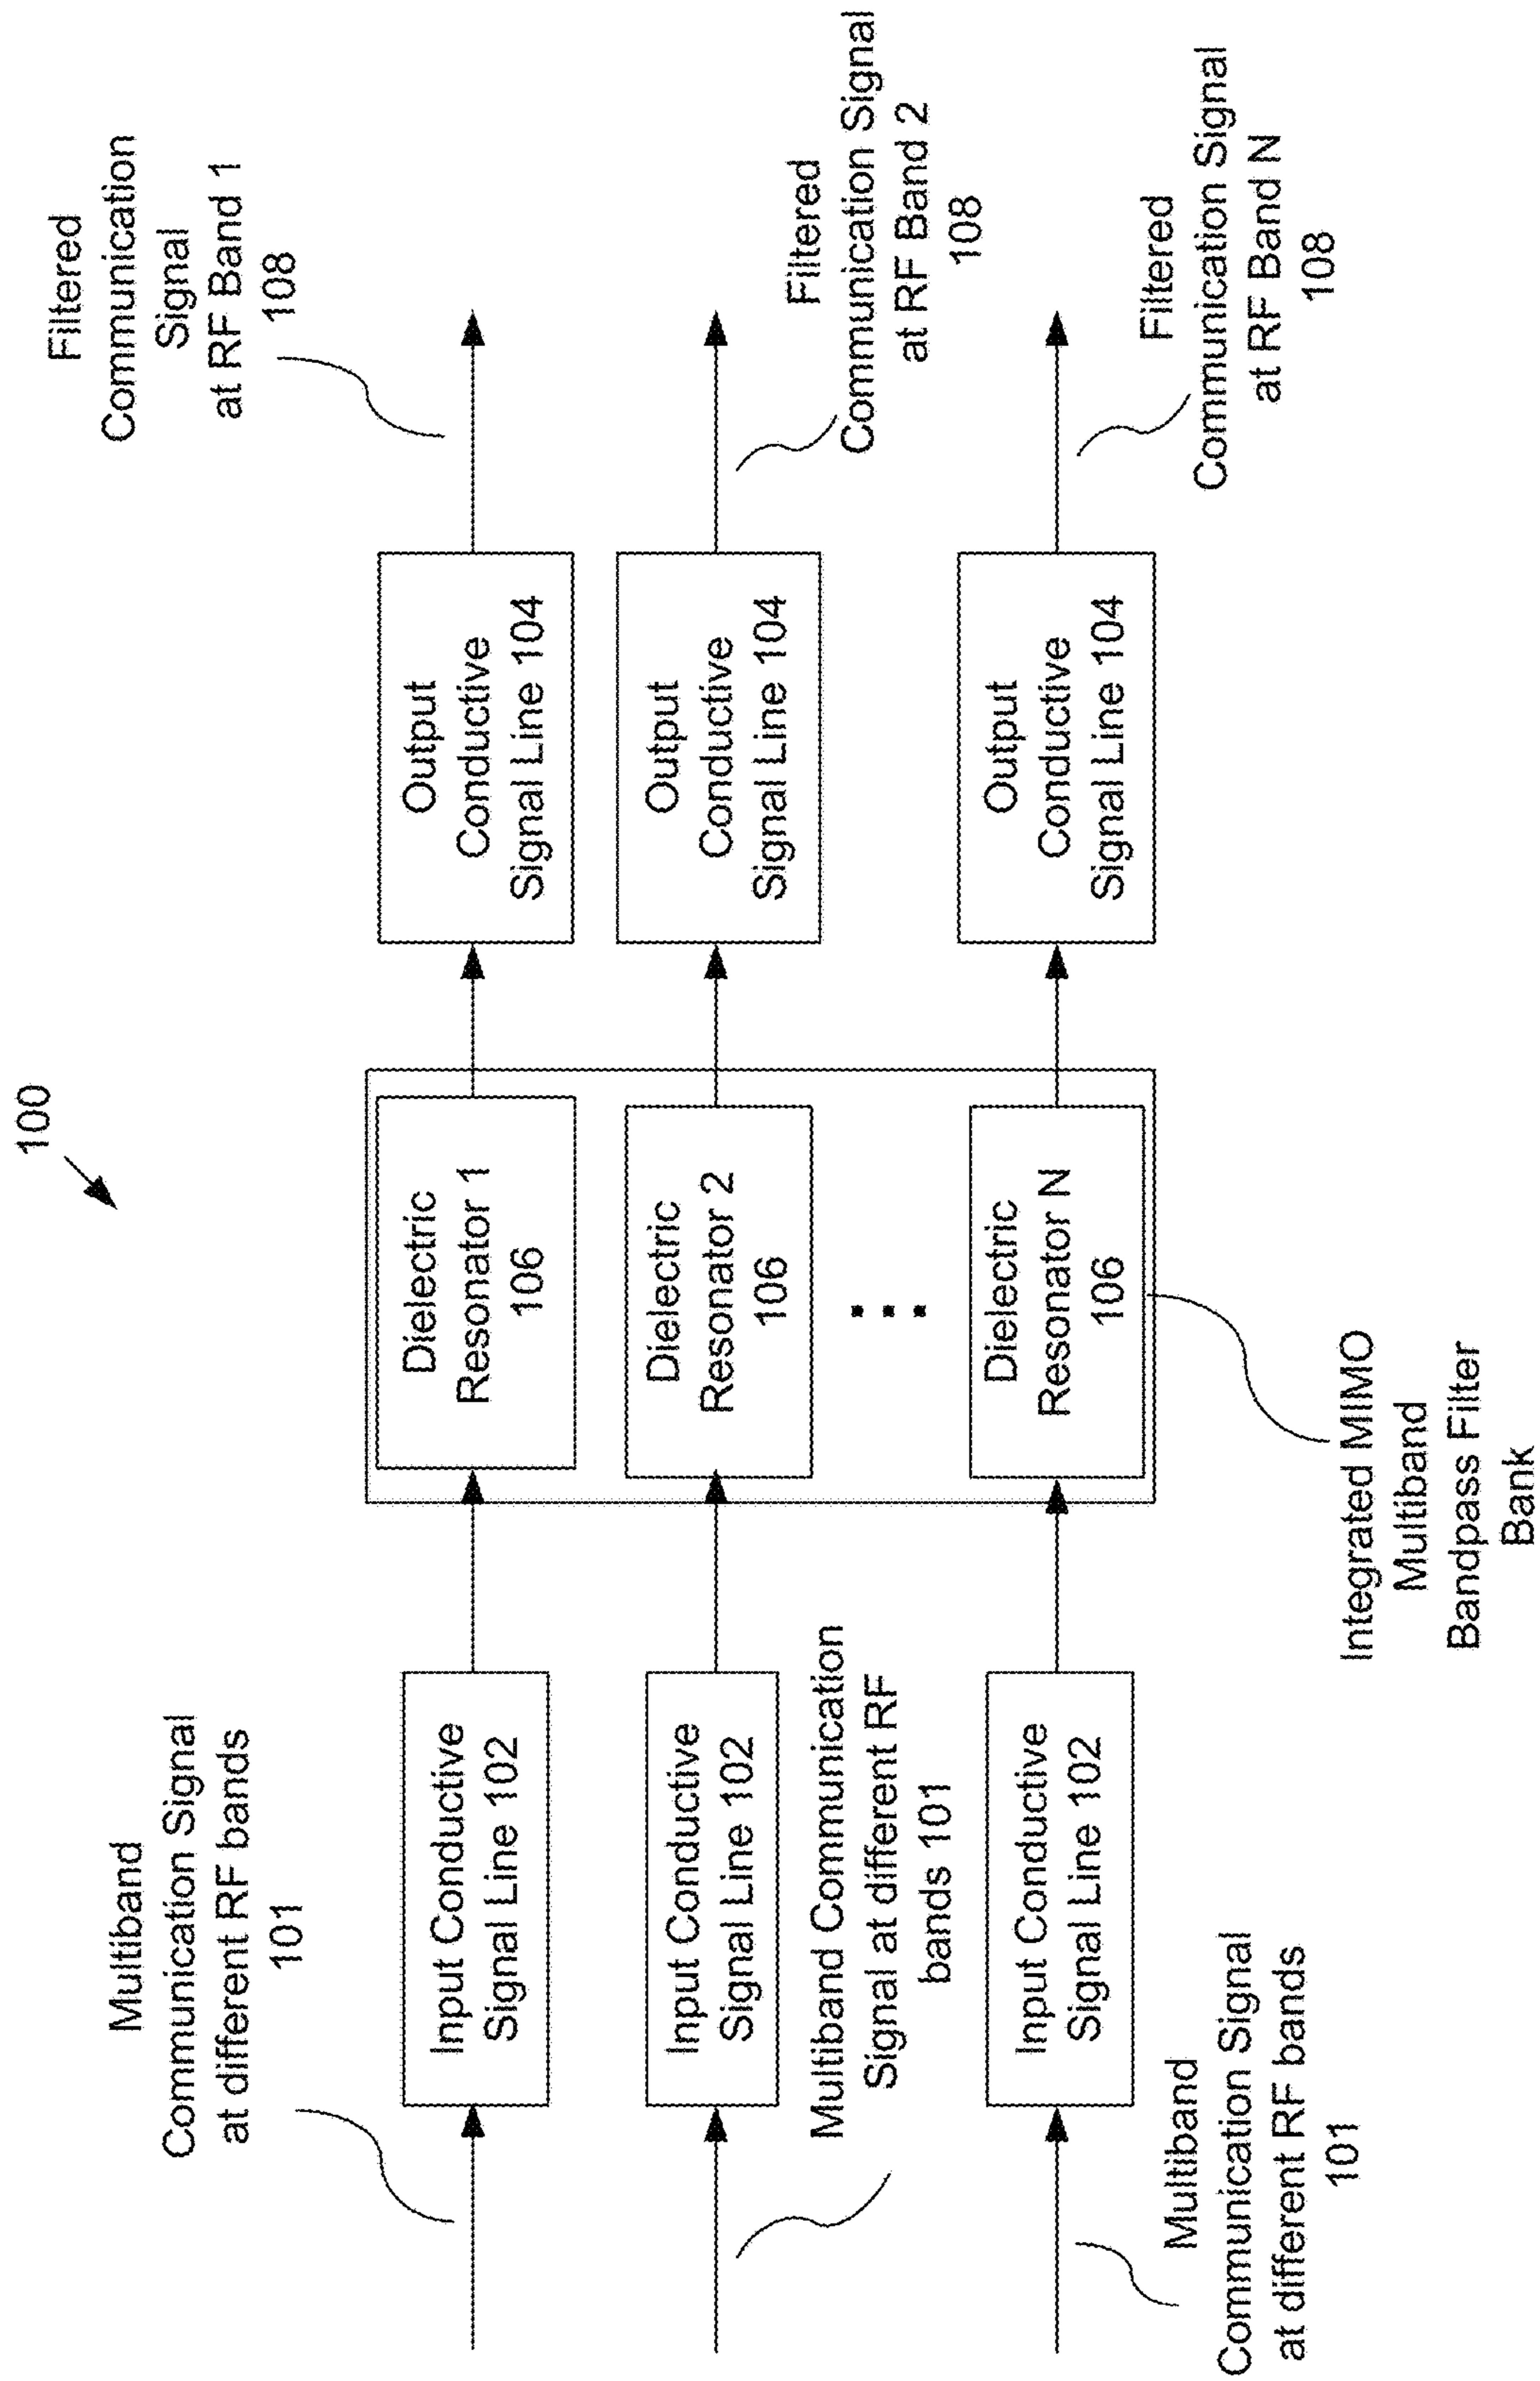 100
Multiband
Communication Signal
at different RF bands
101
Input Conductive
Signal Line 102
Dielectric
Resonator 1
106
Output
Conductive
Signal Line 104
Filtered
Communication
Signal
at RF Band 1
108
Input Conductive
Signal Line 102
Multiband Communication
Signal at different RF
bands 101
Dielectric
Resonator 2
106
Output
Conductive
Signal Line 104
Filtered
Communication Signal
at RF Band 2
108
Input Conductive
Signal Line 102
Multiband
Communication Signal
at different RF bands
101
Dielectric
Resonator N
106
Output
Conductive
Signal Line 104
Filtered
Communication Signal
at RF Band N
108
Integrated MIMO
Multiband
Bandpass Filter
Bank